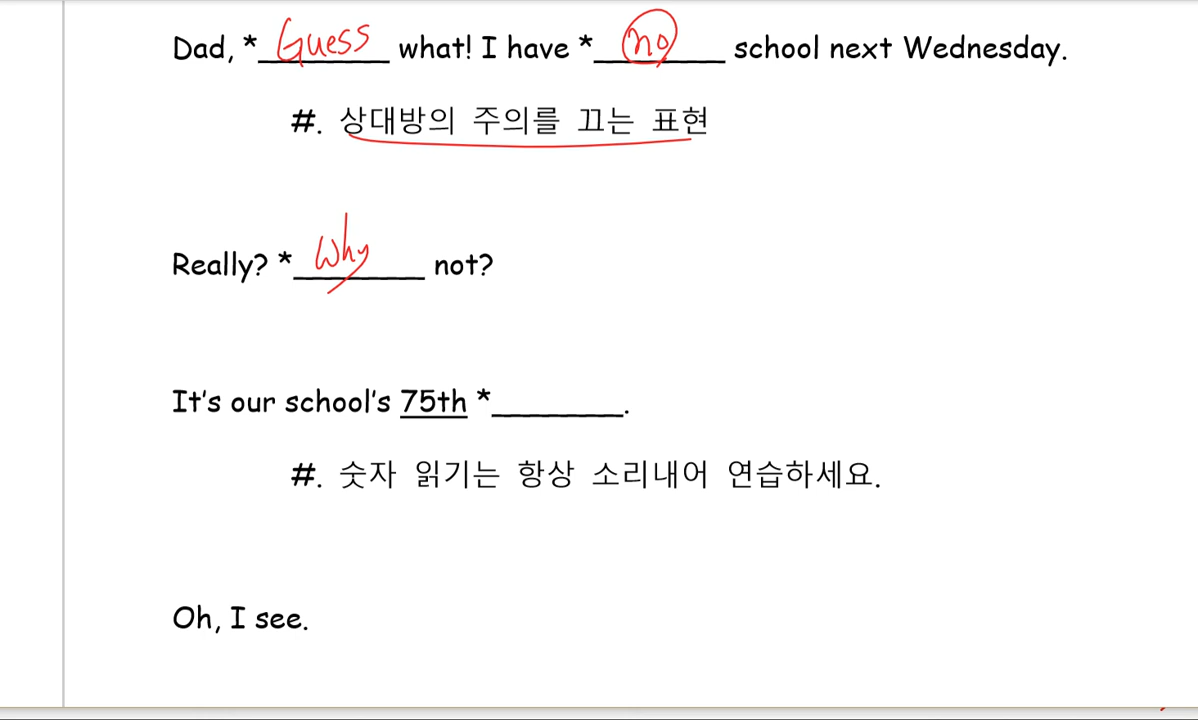 Dad, *Guess what! I have *no school next Wednesday.
#. 상대방의 주의를 끄는 표현
Really? *Why not?
It's our school's 75th *________.
#. 숫자 읽기는 항상 소리내어 연습하세요.
Oh, I see.